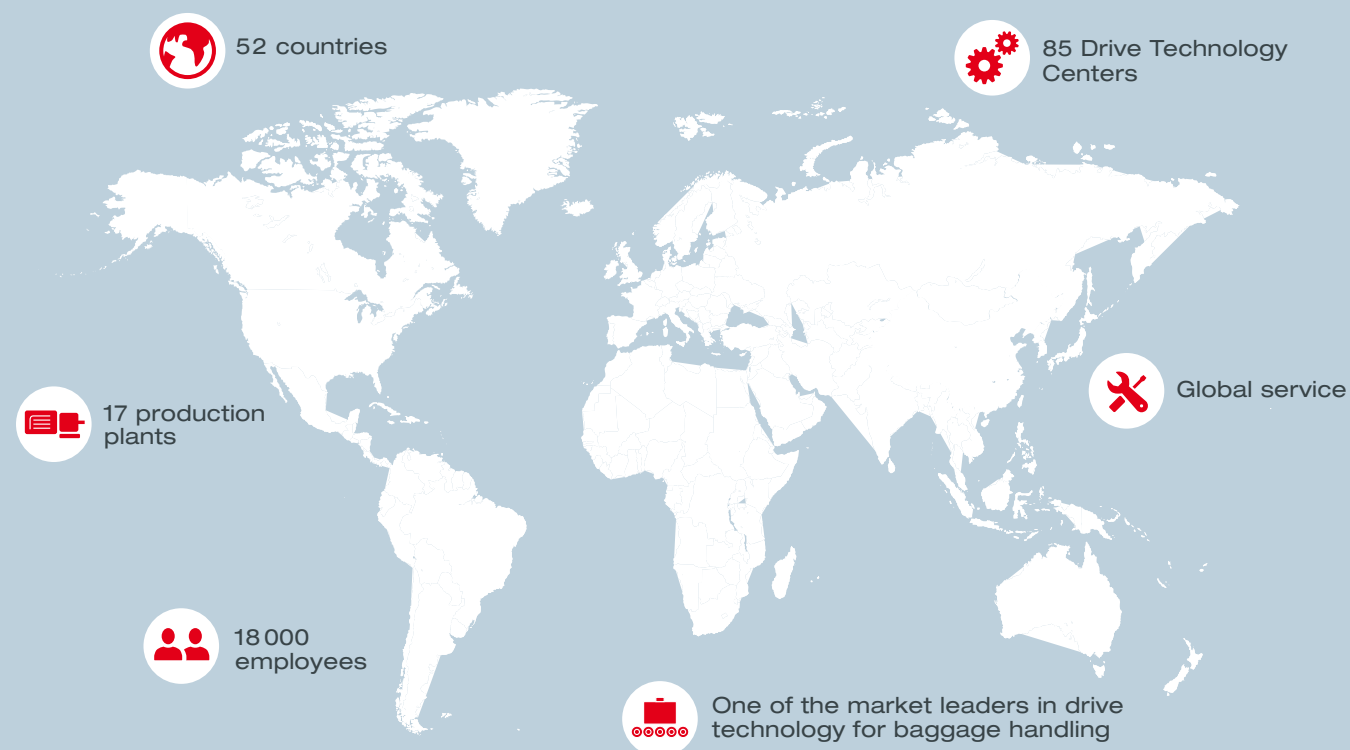 52 countries
85 Drive Technology
Centers
Global service
17 production
plants
18 000
employees
One of the market leaders in drive
technology for baggage handling